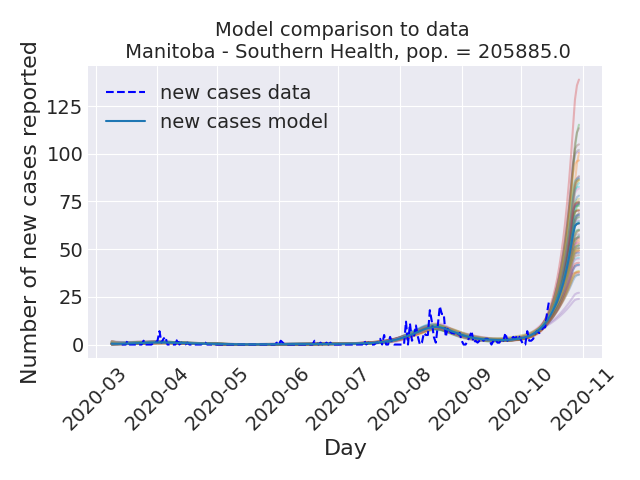 Model comparison to data
Manitoba - Southern Health, pop. = 205885.0
Number of new cases reported
125
100
75
50
25
0
new cases data
new cases model
2020-03
2020-04
2020-05
2020-06
2020-07
2020-08
2020-09
2020-10
2020-11
Day